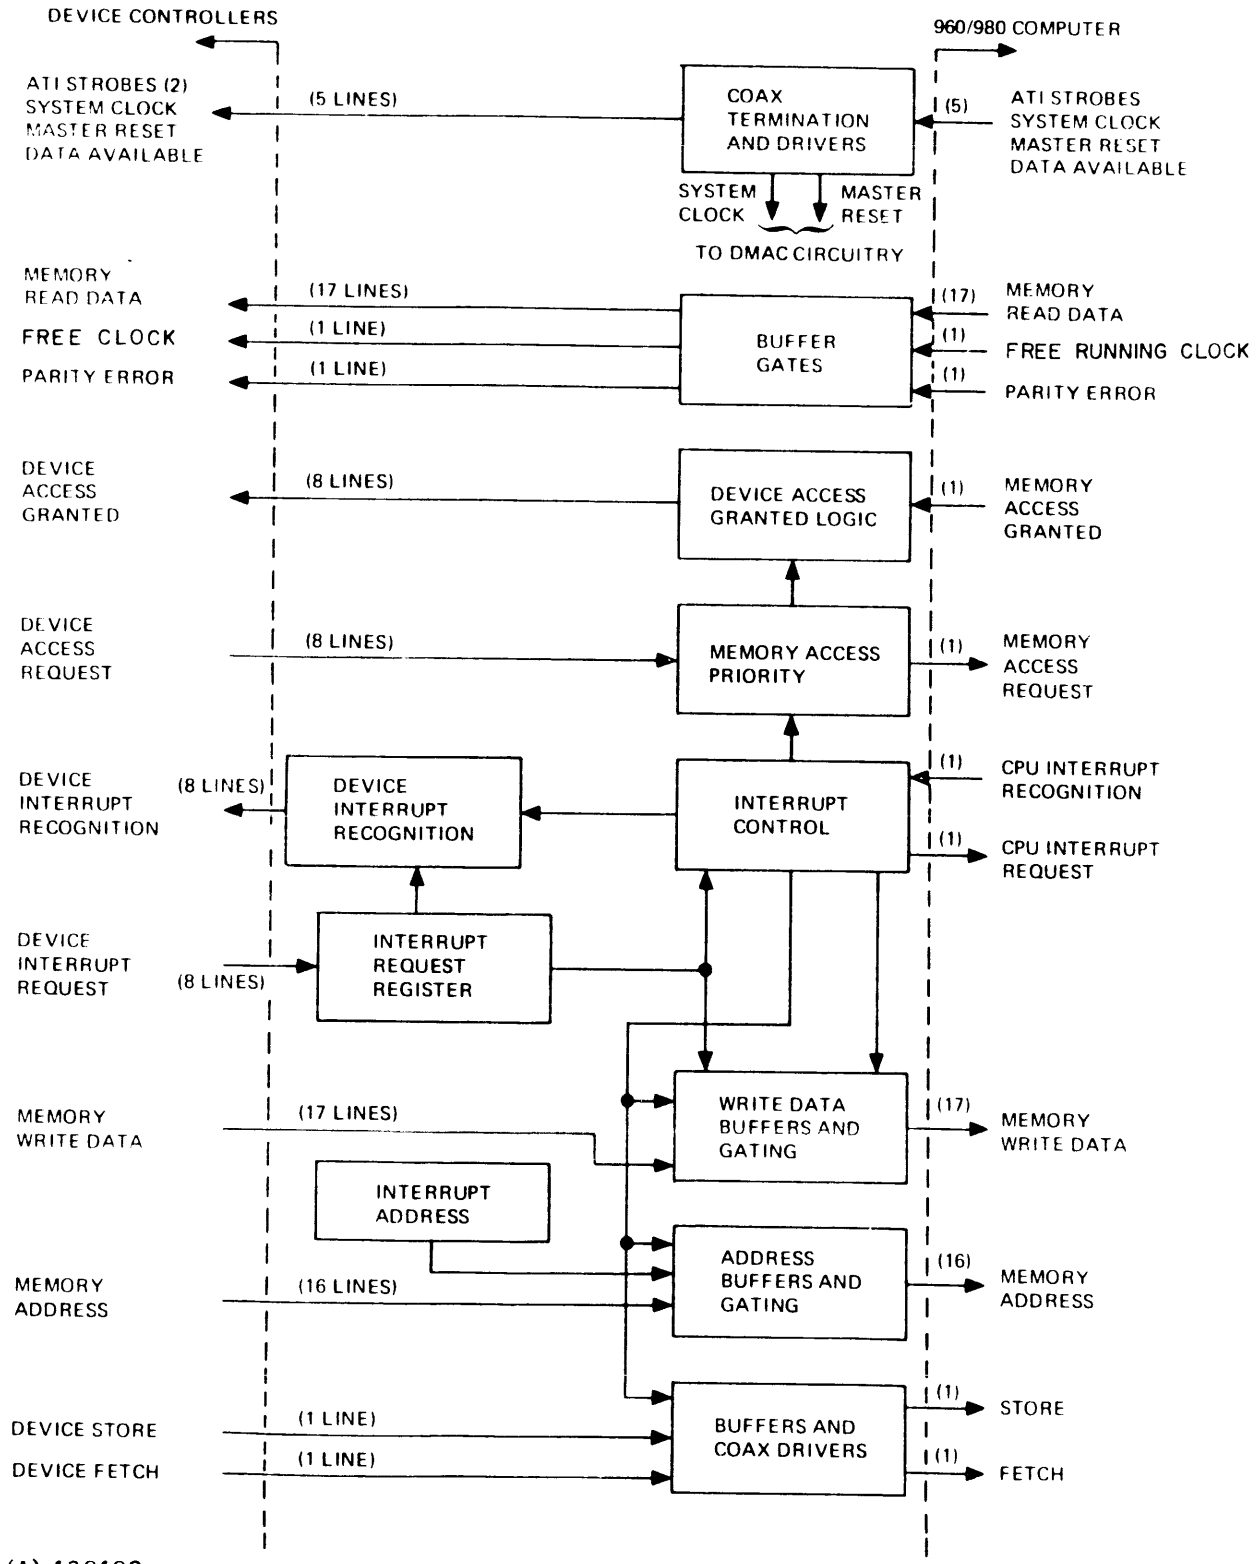 DEVICE CONTROLLERS
960/980 COMPUTER
ATI STROBES (2)
SYSTEM CLOCK
MASTER RESET
DATA AVAILABLE
(5 LINES)
COAX
TERMINATION
AND DRIVERS
(5)
ATI STROBES
SYSTEM CLOCK
MASTER RESET
DATA AVAILABLE
SYSTEM
CLOCK
MASTER
RESET
TO DMAC CIRCUITRY
MEMORY
READ DATA
(17 LINES)
FREE CLOCK
(1 LINE)
PARITY ERROR
(1 LINE)
BUFFER
GATES
(17)
MEMORY
READ DATA
(1)
FREE RUNNING CLOCK
(1)
PARITY ERROR
DEVICE
ACCESS
GRANTED
(8 LINES)
DEVICE ACCESS
GRANTED LOGIC
(1)
MEMORY
ACCESS
GRANTED
DEVICE
ACCESS
REQUEST
(8 LINES)
MEMORY ACCESS
PRIORITY
(1)
MEMORY
ACCESS
REQUEST
DEVICE
INTERRUPT
RECOGNITION
(8 LINES)
DEVICE
INTERRUPT
RECOGNITION
INTERRUPT
CONTROL
(1)
CPU INTERRUPT
RECOGNITION
(1)
CPU INTERRUPT
REQUEST
DEVICE
INTERRUPT
REQUEST
(8 LINES)
INTERRUPT
REQUEST
REGISTER
MEMORY
WRITE DATA
(17 LINES)
WRITE DATA
BUFFERS AND
GATING
(17)
MEMORY
WRITE DATA
INTERRUPT
ADDRESS
MEMORY
ADDRESS
(16 LINES)
ADDRESS
BUFFERS AND
GATING
(16)
MEMORY
ADDRESS
DEVICE STORE
(1 LINE)
DEVICE FETCH
(1 LINE)
BUFFERS AND
COAX DRIVERS
(1)
STORE
(1)
FETCH